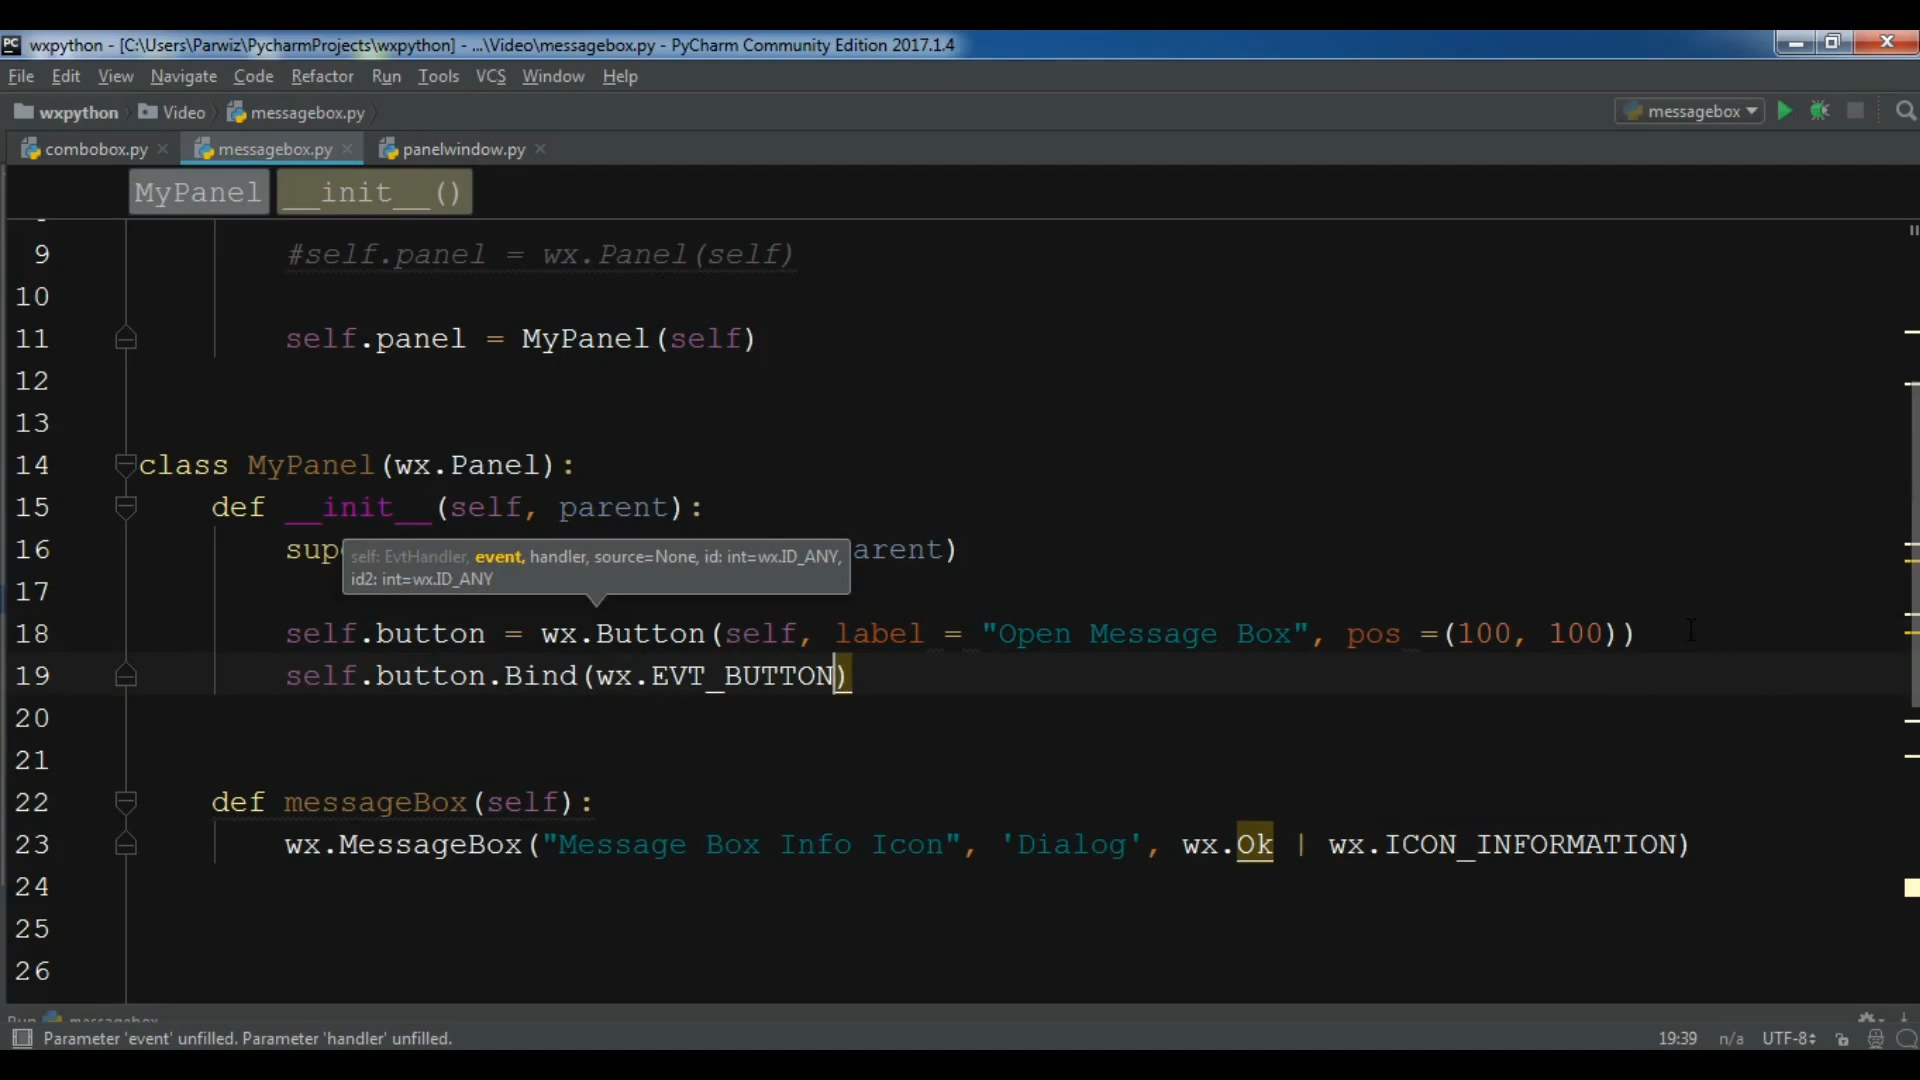 wxpython - [C:\Users\Parwiz\PycharmProjects\wxpython] - ...\Video\messagebox.py - PyCharm Community Edition 2017.1.4
File Edit View Navigate Code Refactor Run Tools VCS Window Help
wxpython Video messagebox.py messagebox
combobox.py messagebox.py panelwindow.py
MyPanel __init__()
9 #self.panel = wx.Panel(self)
10
11 self.panel = MyPanel(self)
12
13
14 class MyPanel(wx.Panel):
15 def __init__(self, parent):
16 sup arent)
self: EvtHandler, event, handler, source=None, id: int=wx.ID_ANY,
id2: int=wx.ID_ANY
17
18 self.button = wx.Button(self, label = "Open Message Box", pos =(100, 100))
19 self.button.Bind(wx.EVT_BUTTON)
20
21
22 def messageBox(self):
23 wx.MessageBox("Message Box Info Icon", 'Dialog', wx.Ok | wx.ICON_INFORMATION)
24
25
26
Parameter 'event' unfilled. Parameter 'handler' unfilled. 19:39 n/a UTF-8